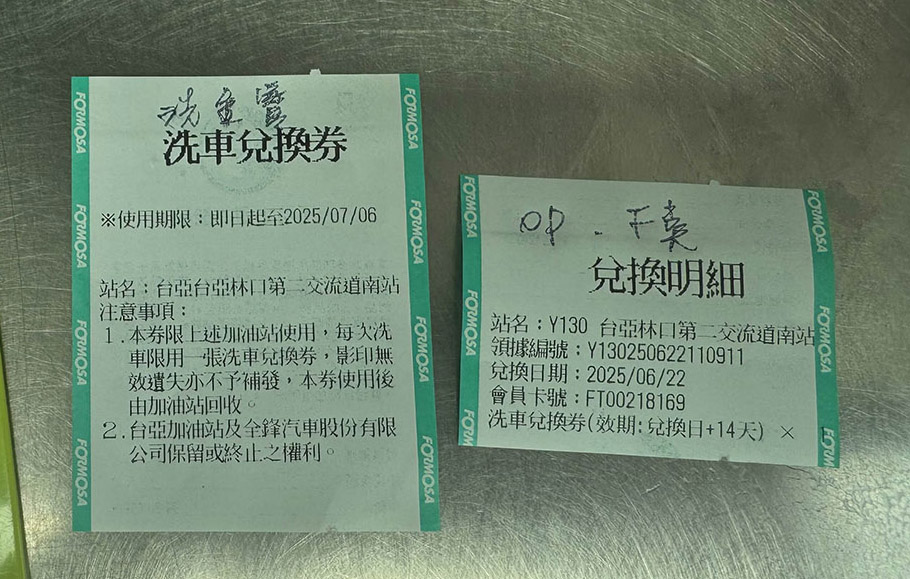 洗車兌換券
※使用期限：即日起至2025/07/06
站名：台亞台亞林口第二交流道南站
注意事項：
1.本券限上述加油站使用，每次洗
車限用一張洗車兌換券，影印無
效遺失亦不予補發，本券使用後
由加油站回收。
2.台亞加油站及全鋒汽車股份有限
公司保留或終止之權利。
FORMOSA
FORMOSA
FORMOSA
FORMOSA
FORMOSA
FORMOSA
FORMOSA
FORMOSA
OP.
兌換明細
站名：Y130 台亞林口第二交流道南站
領據編號：Y130250622110911
兌換日期：2025/06/22
會員卡號：FT00218169
洗車兌換券(效期:兌換日+14天) ×
FORMOSA
FORMOSA
FORMOSA
FORMOSA